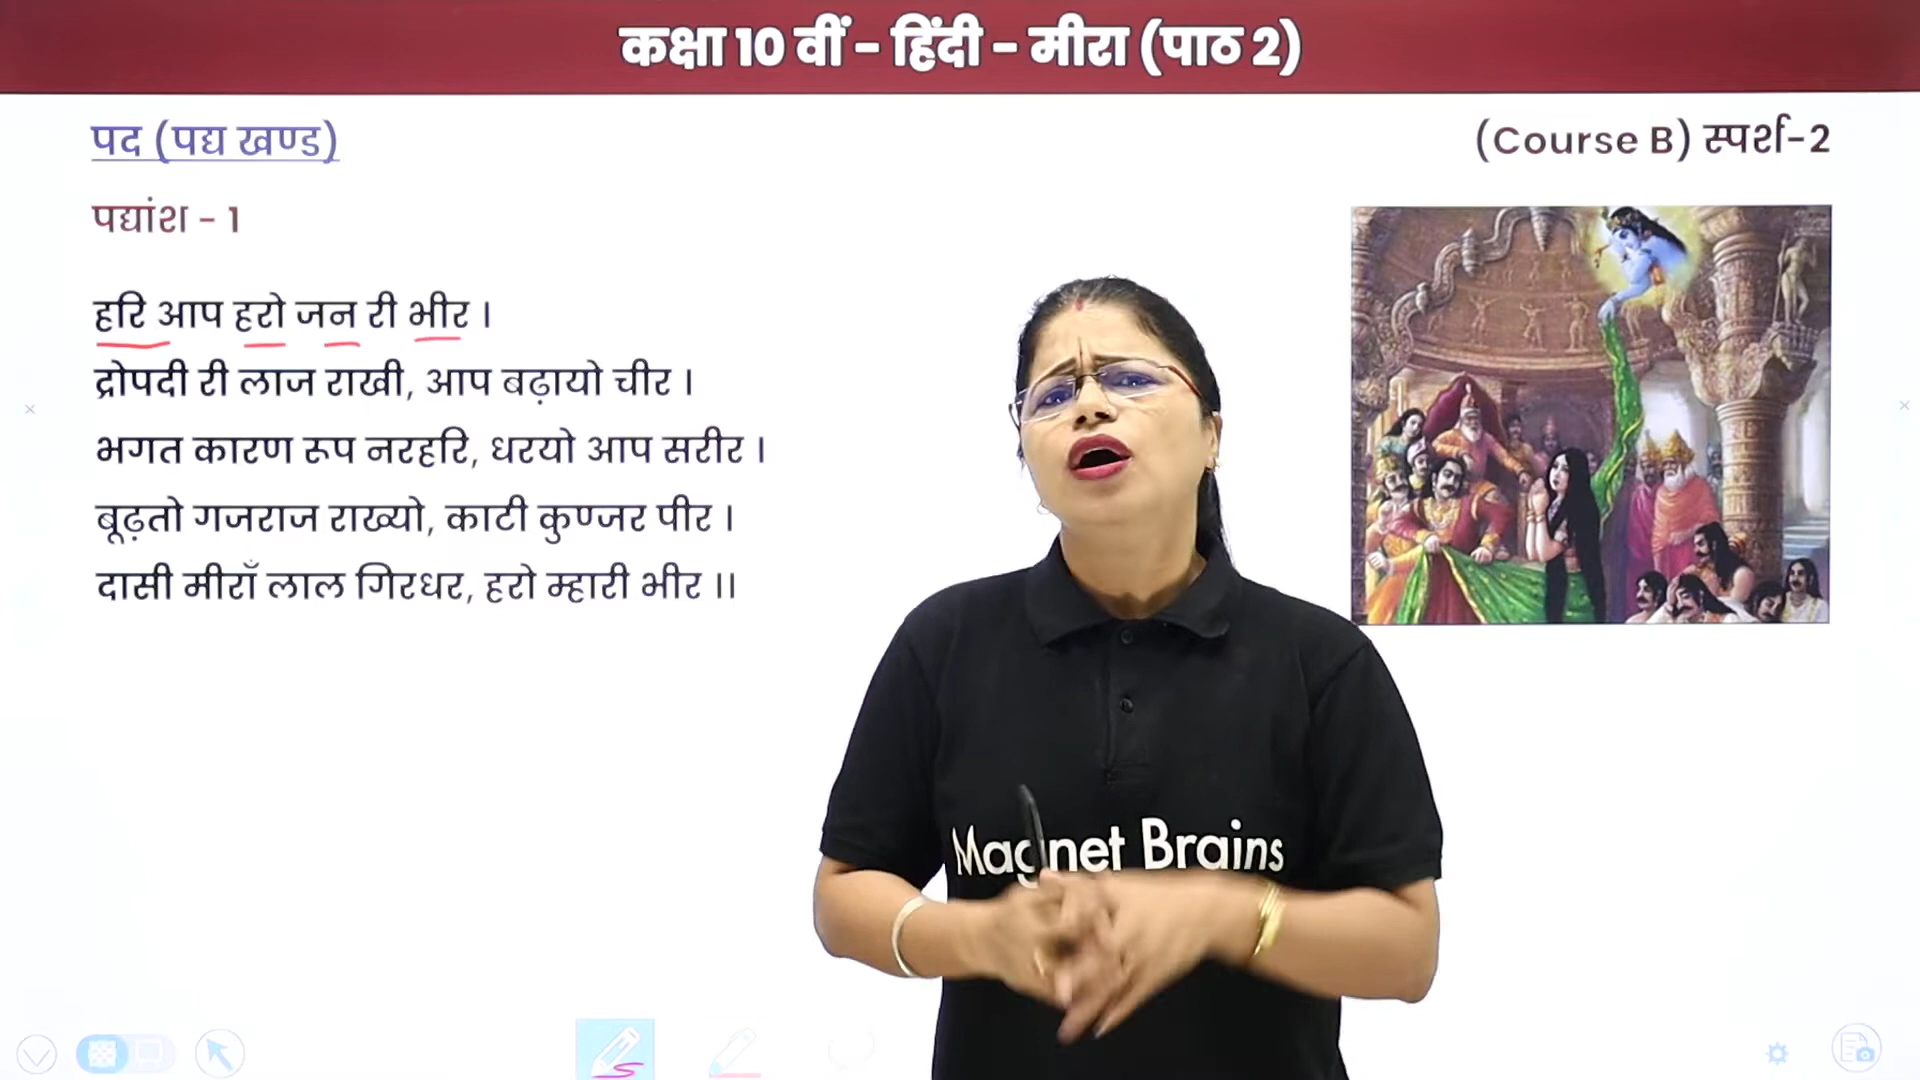 कक्षा 10 वीं - हिंदी - मीरा (पाठ 2)
पद (पद्य खण्ड)
(Course B) स्पर्श-2
पद्यांश - 1
हरि आप हरो जन री भीर ।
द्रोपदी री लाज राखी, आप बढ़ायो चीर ।
भगत कारण रूप नरहरि, धरयो आप सरीर ।
बूढ़तो गजराज राख्यो, काटी कुण्जर पीर ।
दासी मीराँ लाल गिरधर, हरो म्हारी भीर ।।
Magnet Brains